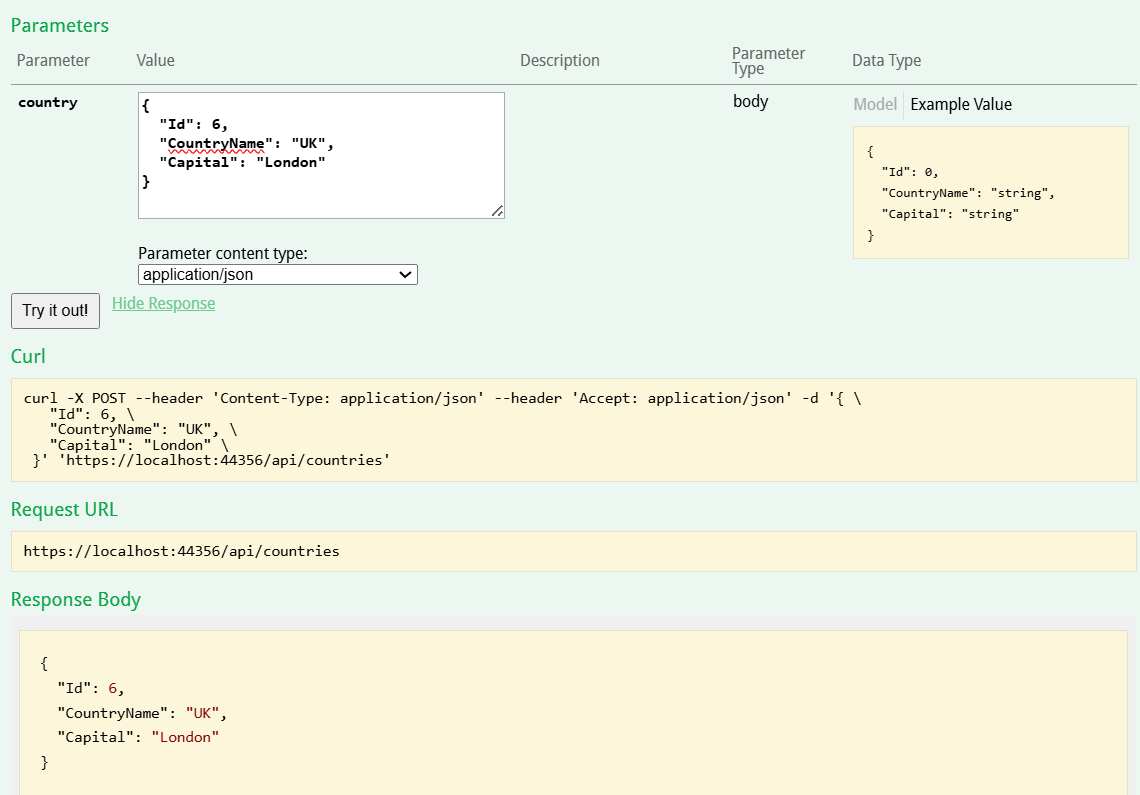 Parameters
Parameter Value Description Parameter Type Data Type
country
{
  "Id": 6,
  "CountryName": "UK",
  "Capital": "London"
}
body
Model Example Value
{
  "Id": 0,
  "CountryName": "string",
  "Capital": "string"
}
Parameter content type:
application/json
Try it out! Hide Response
Curl
curl -X POST --header 'Content-Type: application/json' --header 'Accept: application/json' -d '{ \
   "Id": 6, \
   "CountryName": "UK", \
   "Capital": "London" \
 }' 'https://localhost:44356/api/countries'
Request URL
https://localhost:44356/api/countries
Response Body
{
  "Id": 6,
  "CountryName": "UK",
  "Capital": "London"
}